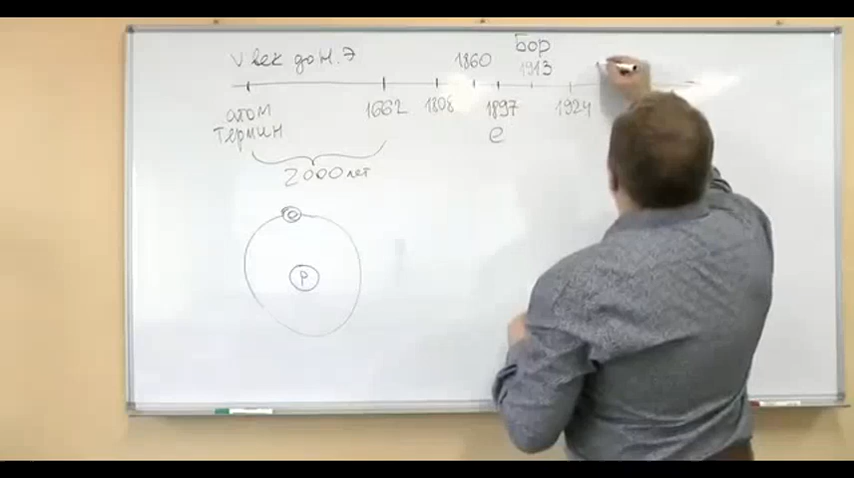 V век до н.э
1860
Бор
1913
атом
термин
1662
1808
1897
1924
e
2000 лет
e
P